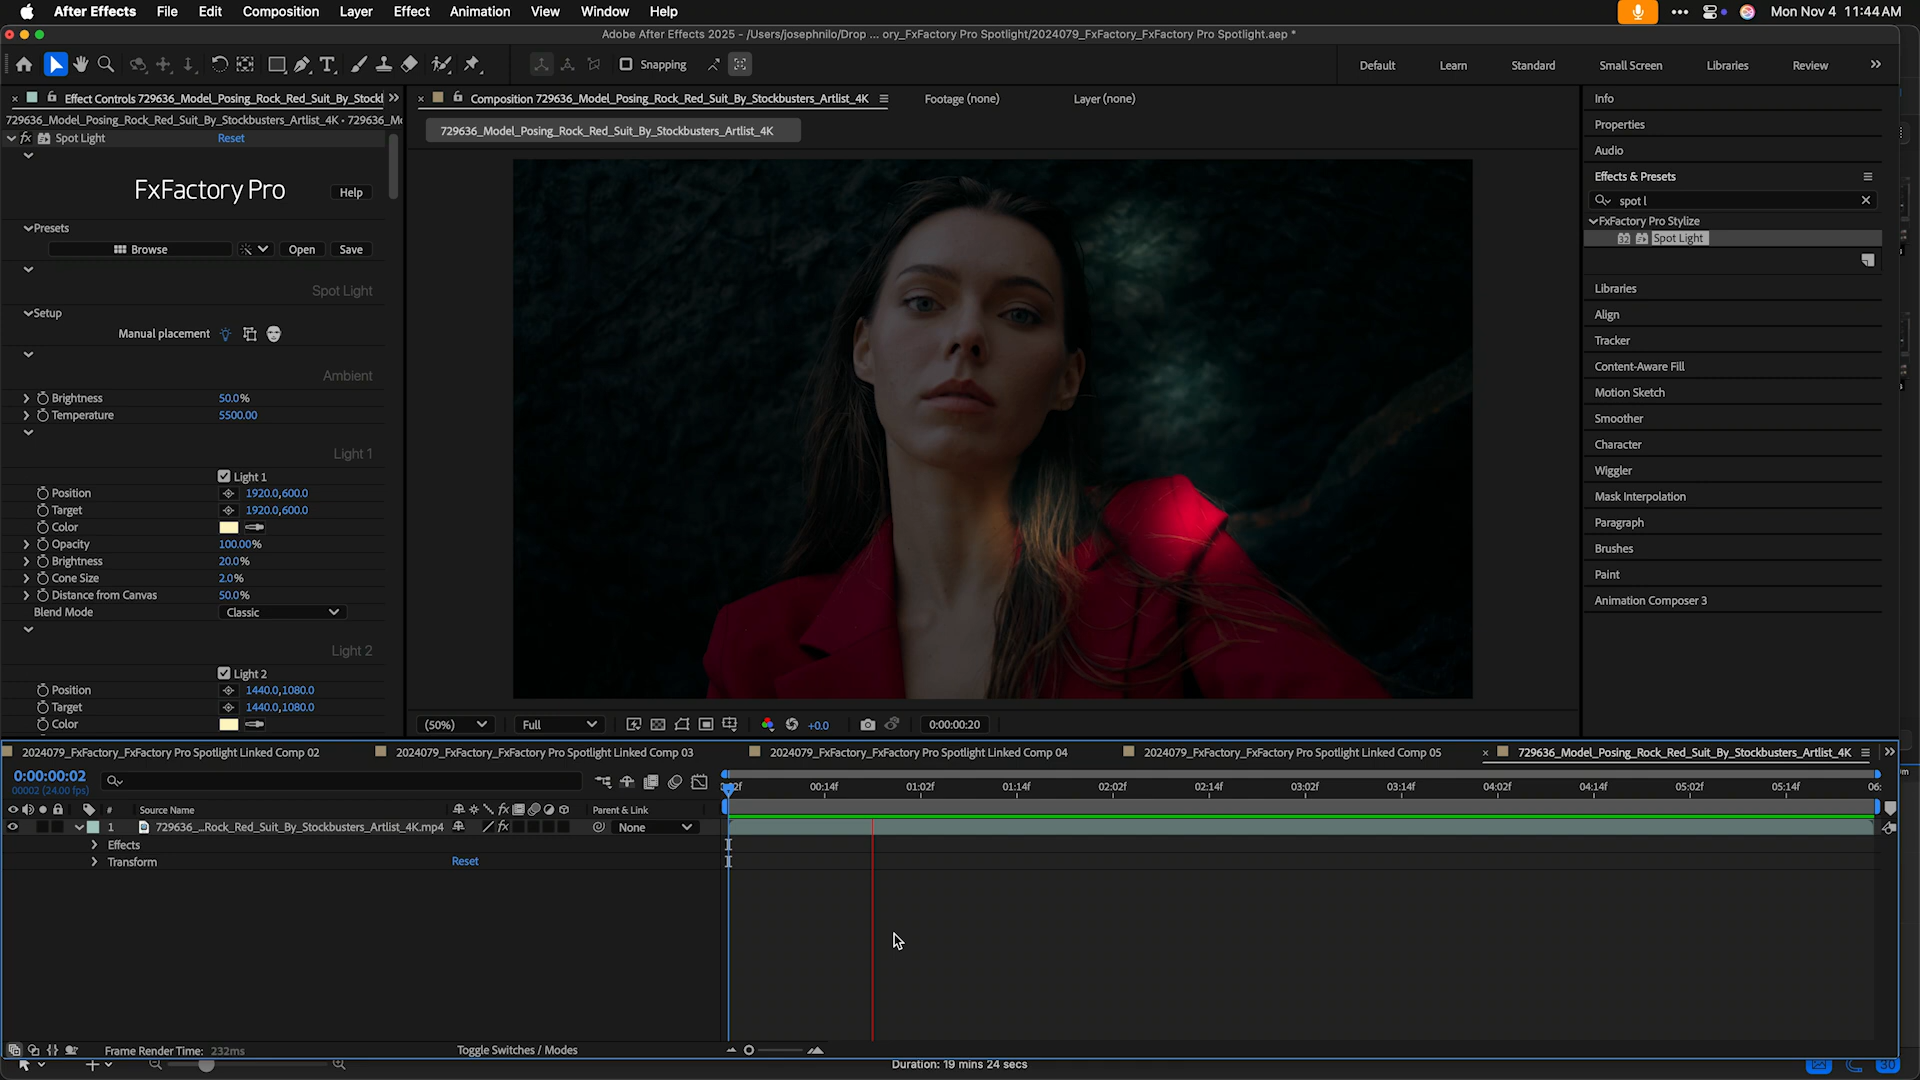 After Effects File Edit Composition Layer Effect Animation View Window Help
Mon Nov 4 11:44 AM
Adobe After Effects 2025 - /Users/josephnilo/Drop ... ory_FxFactory Pro Spotlight/2024079_FxFactory_FxFactory Pro Spotlight.aep *
Snapping
Default Learn Standard Small Screen Libraries Review
Effect Controls 729636_Model_Posing_Rock_Red_Suit_By_Stockl
Composition 729636_Model_Posing_Rock_Red_Suit_By_Stockbusters_Artlist_4K
Footage (none)
Layer (none)
729636_Model_Posing_Rock_Red_Suit_By_Stockbusters_Artlist_4K • 729636_Mo
729636_Model_Posing_Rock_Red_Suit_By_Stockbusters_Artlist_4K
fx Spot Light Reset
FxFactory Pro
Help
Presets
Browse Open Save
Spot Light
Setup
Manual placement
Ambient
Brightness 50.0%
Temperature 5500.00
Light 1
Light 1
Position 1920.0,600.0
Target 1920.0,600.0
Color
Opacity 100.00%
Brightness 20.0%
Cone Size 2.0%
Distance from Canvas 50.0%
Blend Mode Classic
Light 2
Light 2
Position 1440.0,1080.0
Target 1440.0,1080.0
Color
(50%) Full +0.0 0:00:00:20
Info
Properties
Audio
Effects & Presets
spot l
FxFactory Pro Stylize
32 Spot Light
Libraries
Align
Tracker
Content-Aware Fill
Motion Sketch
Smoother
Character
Wiggler
Mask Interpolation
Paragraph
Brushes
Paint
Animation Composer 3
2024079_FxFactory_FxFactory Pro Spotlight Linked Comp 02
2024079_FxFactory_FxFactory Pro Spotlight Linked Comp 03
2024079_FxFactory_FxFactory Pro Spotlight Linked Comp 04
2024079_FxFactory_FxFactory Pro Spotlight Linked Comp 05
729636_Model_Posing_Rock_Red_Suit_By_Stockbusters_Artlist_4K
0:00:00:02
00002 (24.00 fps)
00:14f 01:02f 01:14f 02:02f 02:14f 03:02f 03:14f 04:02f 04:14f 05:02f 05:14f 06:
# Source Name fx Parent & Link
1 729636_...Rock_Red_Suit_By_Stockbusters_Artlist_4K.mp4 fx None
Effects
Transform Reset
Frame Render Time: 232ms
Toggle Switches / Modes
Duration: 19 mins 24 secs
30